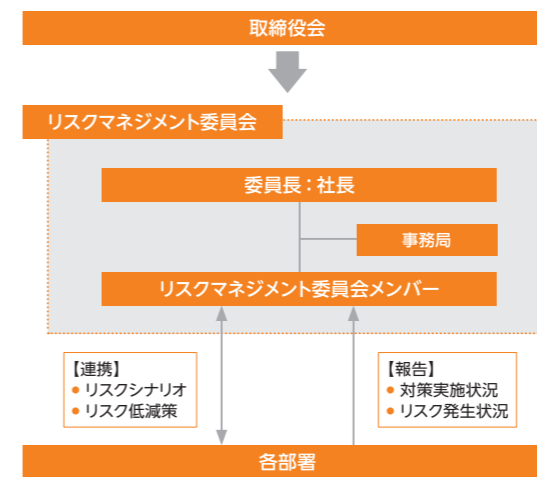 取締役会
リスクマネジメント委員会
委員長：社長
事務局
リスクマネジメント委員会メンバー
【連携】
● リスクシナリオ
● リスク低減策
【報告】
● 対策実施状況
● リスク発生状況
各部署